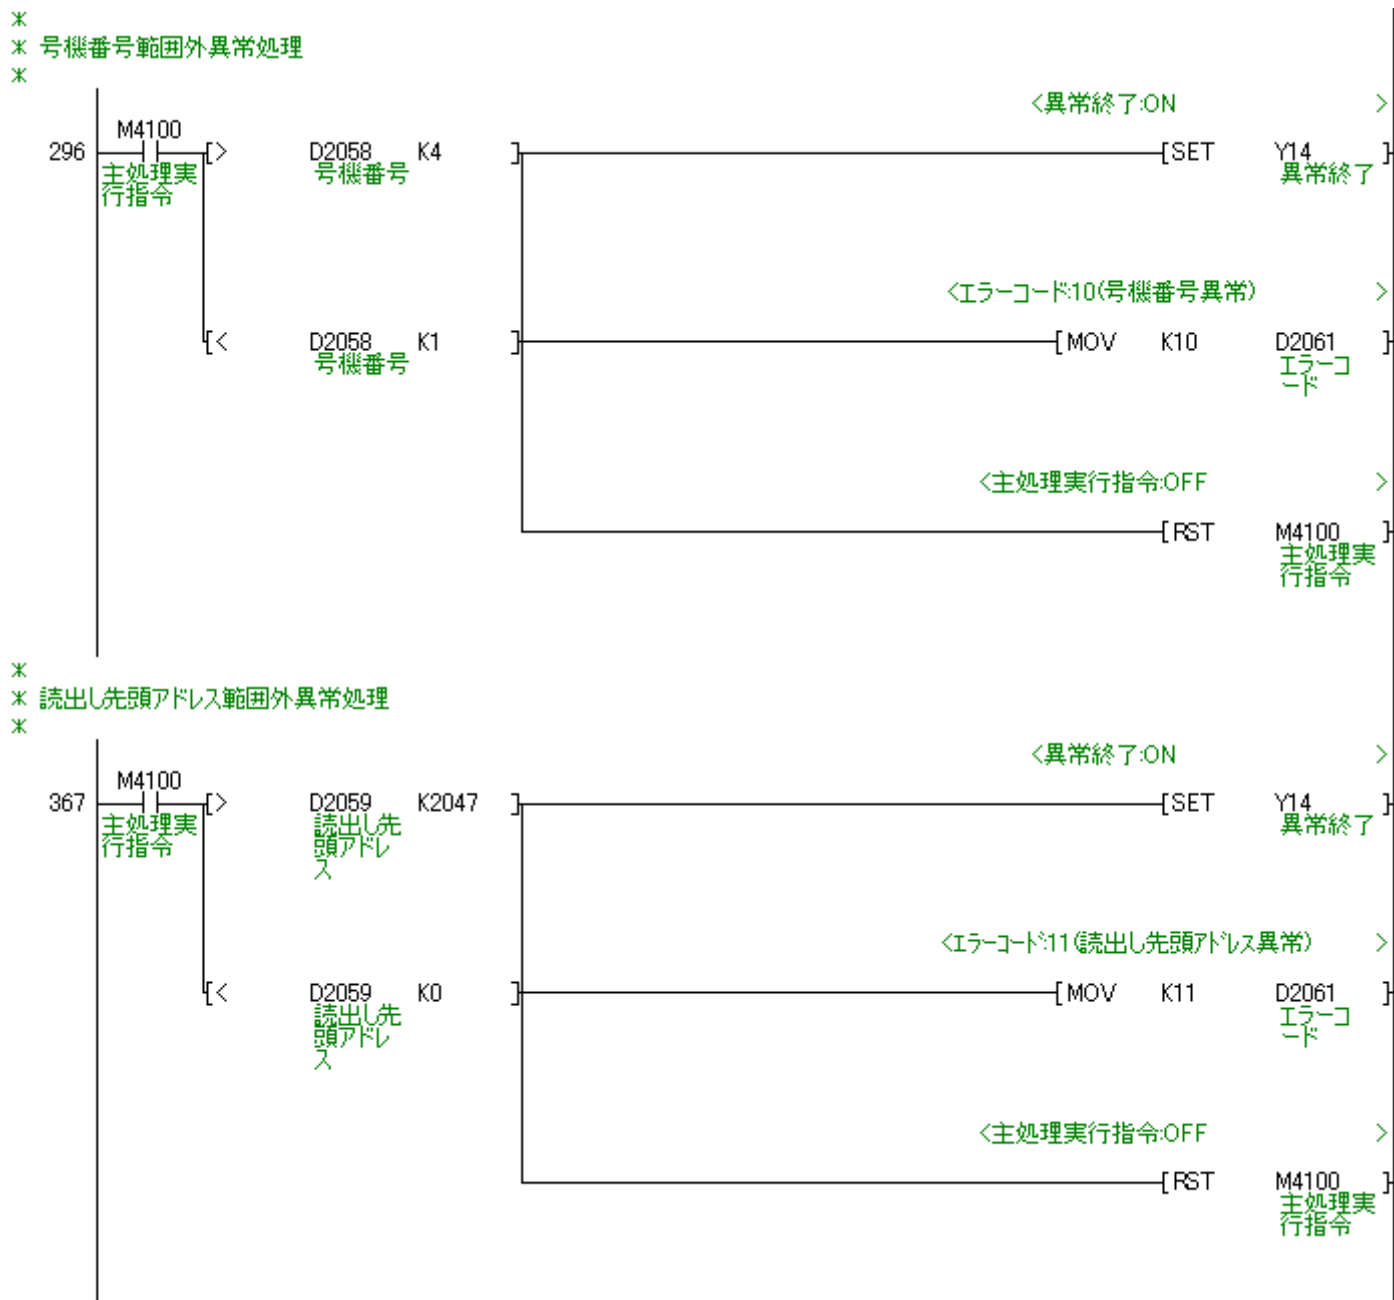 *
* 号機番号範囲外異常処理
*
<異常終了:ON >
M4100
296 [> D2058 K4 ] [SET Y14 ]
主処理実 号機番号 異常終了
行指令
<エラーコード:10(号機番号異常) >
[< D2058 K1 ] [MOV K10 D2061 ]
号機番号 エラーコ
ード
<主処理実行指令:OFF >
[RST M4100 ]
主処理実
行指令
*
* 読出し先頭アドレス範囲外異常処理
*
<異常終了:ON >
M4100
367 [> D2059 K2047 ] [SET Y14 ]
主処理実 読出し先 異常終了
行指令 頭アドレ
ス
<エラーコード:11(読出し先頭アドレス異常) >
[< D2059 K0 ] [MOV K11 D2061 ]
読出し先 エラーコ
頭アドレ ード
ス
<主処理実行指令:OFF >
[RST M4100 ]
主処理実
行指令